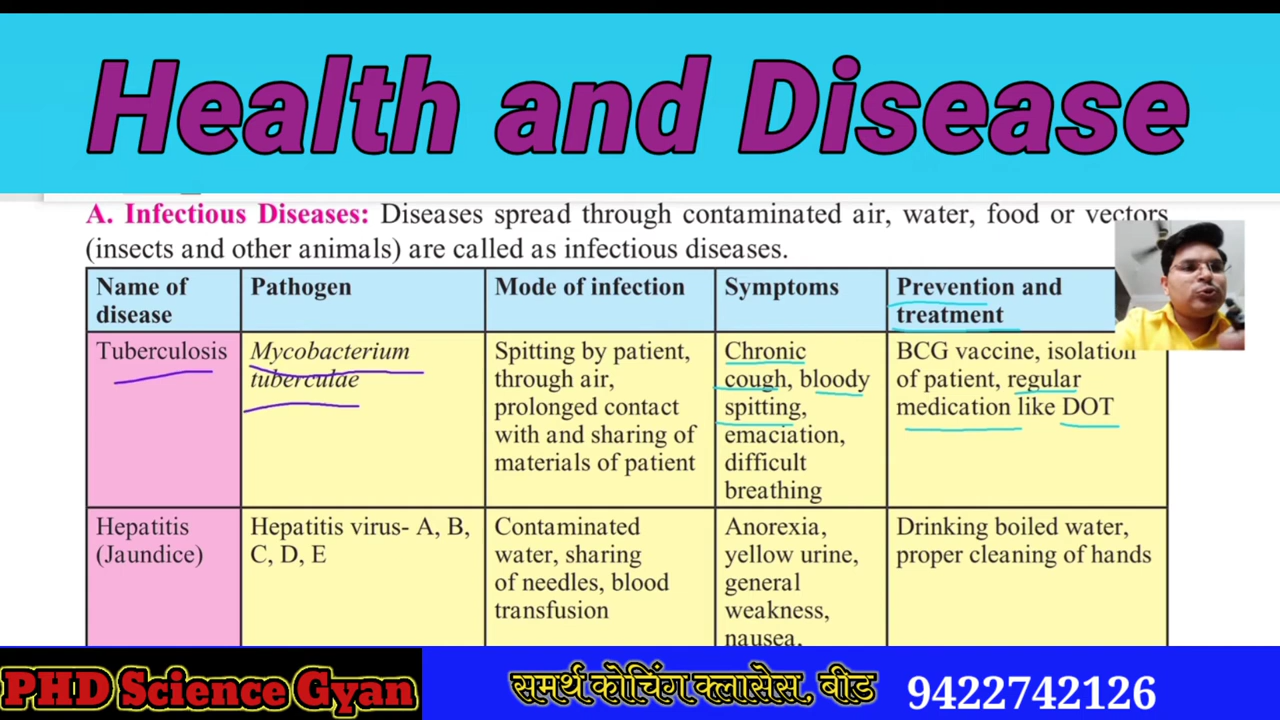 Health and Disease
A. Infectious Diseases: Diseases spread through contaminated air, water, food or vectors
(insects and other animals) are called as infectious diseases.
Name of
disease
Pathogen
Mode of infection
Symptoms
Prevention and
treatment
Tuberculosis
Mycobacterium
tuberculae
Spitting by patient,
through air,
prolonged contact
with and sharing of
materials of patient
Chronic
cough, bloody
spitting,
emaciation,
difficult
breathing
BCG vaccine, isolation
of patient, regular
medication like DOT
Hepatitis
(Jaundice)
Hepatitis virus- A, B,
C, D, E
Contaminated
water, sharing
of needles, blood
transfusion
Anorexia,
yellow urine,
general
weakness,
nausea,
Drinking boiled water,
proper cleaning of hands
PHD Science Gyan
समर्थ कोचिंग क्लासेस, बीड
9422742126